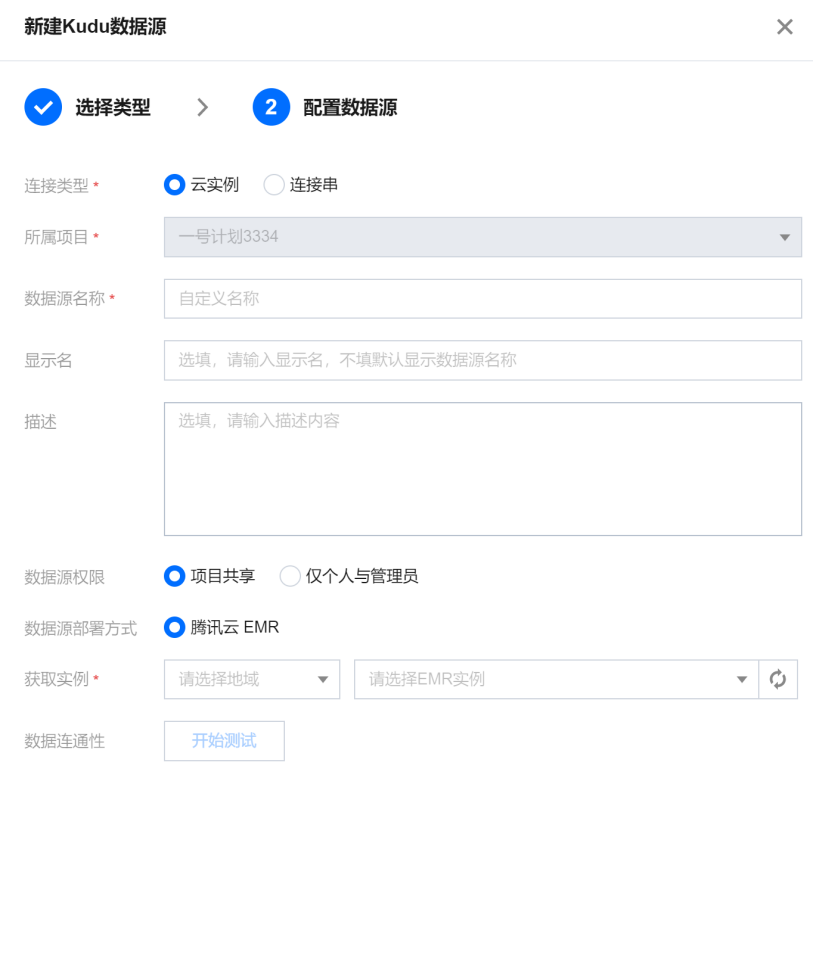 新建Kudu数据源
选择类型
2 配置数据源
连接类型 * 云实例 连接串
所属项目 * 一号计划3334
数据源名称 * 自定义名称
显示名 选填，请输入显示名，不填默认显示数据源名称
描述 选填，请输入描述内容
数据源权限 项目共享 仅个人与管理员
数据源部署方式 腾讯云 EMR
获取实例 * 请选择地域 请选择EMR实例
数据连通性 开始测试